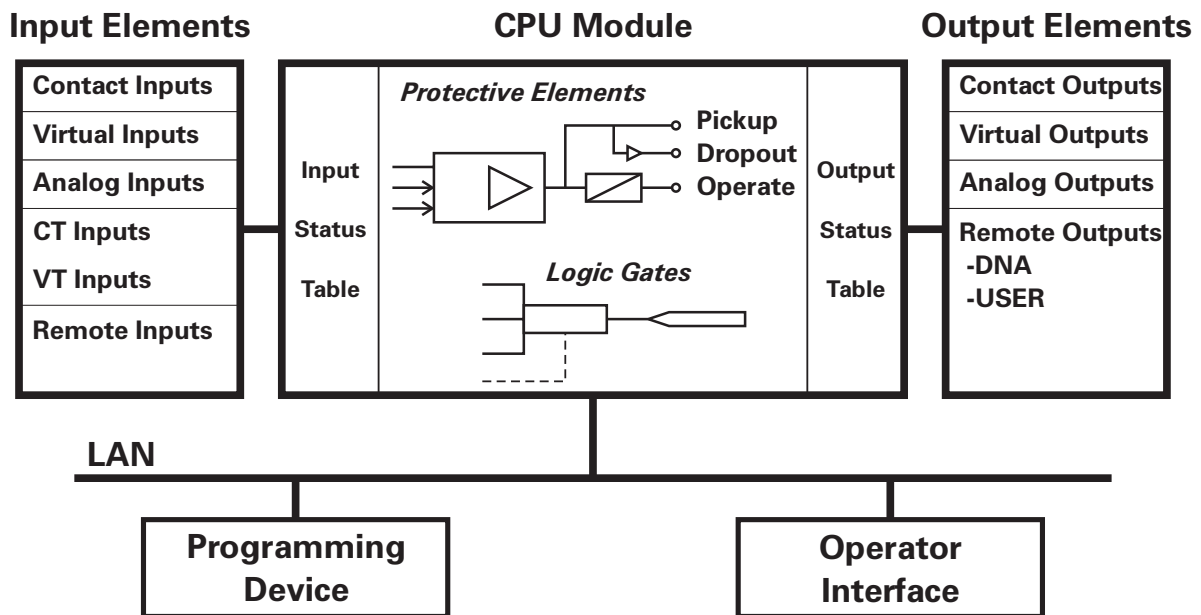 Input Elements
CPU Module
Output Elements
Contact Inputs
Virtual Inputs
Analog Inputs
CT Inputs
VT Inputs
Remote Inputs
Input
Status
Table
Protective Elements
Pickup
Dropout
Operate
Logic Gates
Output
Status
Table
Contact Outputs
Virtual Outputs
Analog Outputs
Remote Outputs
-DNA
-USER
LAN
Programming
Device
Operator
Interface